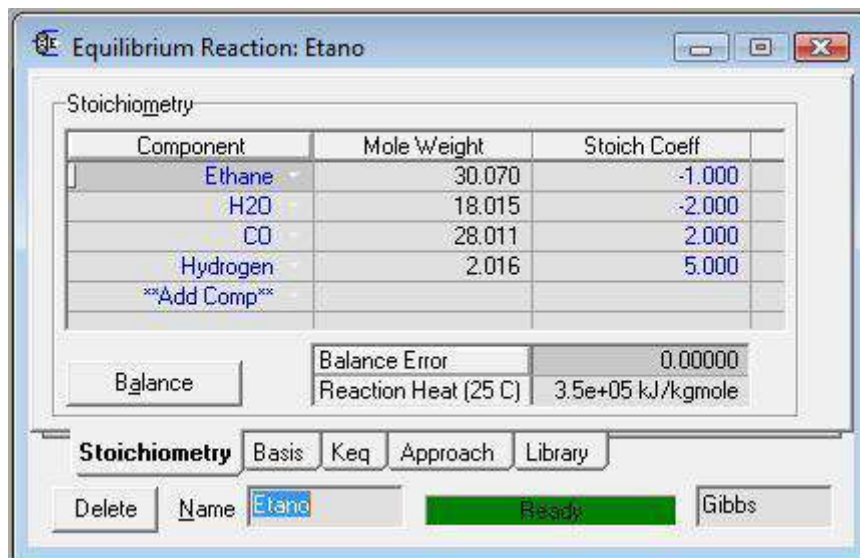 Equilibrium Reaction: Etano
Stoichiometry
Component Mole Weight Stoich Coeff
Ethane 30.070 -1.000
H2O 18.015 -2.000
CO 28.011 2.000
Hydrogen 2.016 5.000
**Add Comp**
Balance Balance Error 0.00000
Reaction Heat (25 C) 3.5e+05 kJ/kgmole
Stoichiometry Basis Keq Approach Library
Delete Name Etano Ready Gibbs